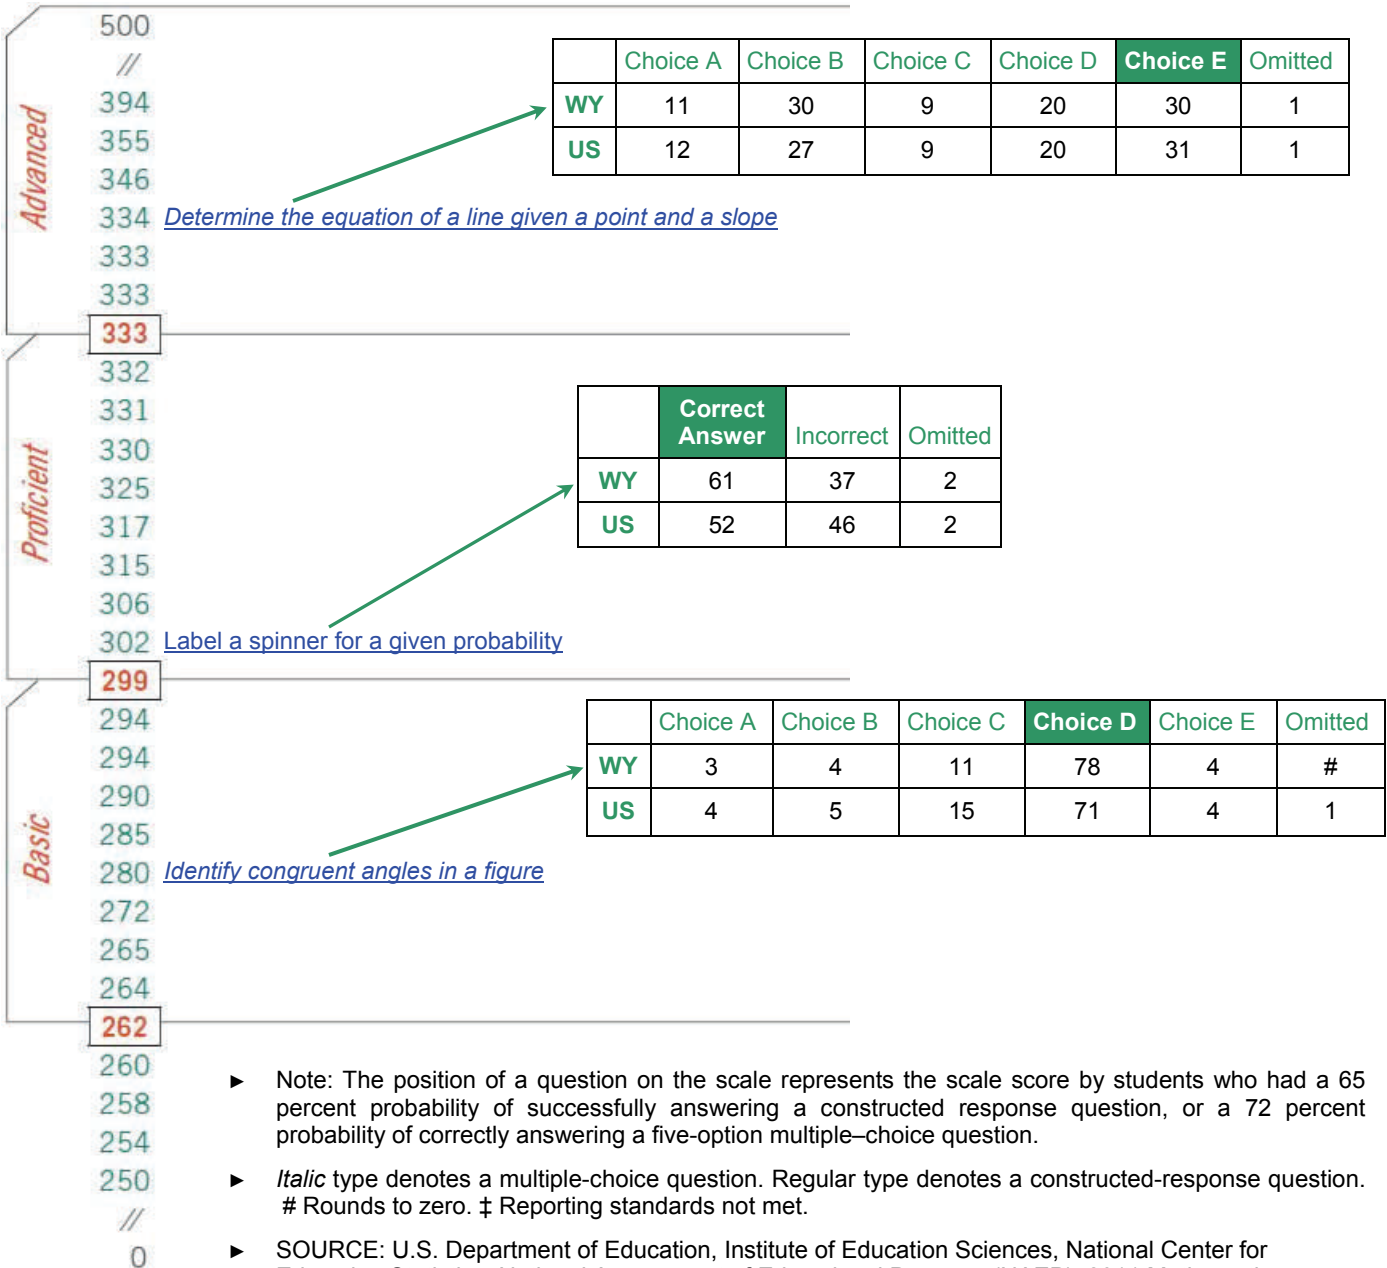 500
//
Choice A Choice B Choice C Choice D Choice E Omitted
394
WY 11 30 9 20 30 1
355
US 12 27 9 20 31 1
346
Advanced
334 Determine the equation of a line given a point and a slope
333
333
333
332
331
Correct Answer Incorrect Omitted
330
325
WY 61 37 2
317
US 52 46 2
Proficient
315
306
302 Label a spinner for a given probability
299
294
Choice A Choice B Choice C Choice D Choice E Omitted
294
WY 3 4 11 78 4 #
290
US 4 5 15 71 4 1
285
Basic
280 Identify congruent angles in a figure
272
265
264
262
260
258
254
250
//
0
► Note: The position of a question on the scale represents the scale score by students who had a 65
percent probability of successfully answering a constructed response question, or a 72 percent
probability of correctly answering a five-option multiple–choice question.
► Italic type denotes a multiple-choice question. Regular type denotes a constructed-response question.
# Rounds to zero. ‡ Reporting standards not met.
► SOURCE: U.S. Department of Education, Institute of Education Sciences, National Center for